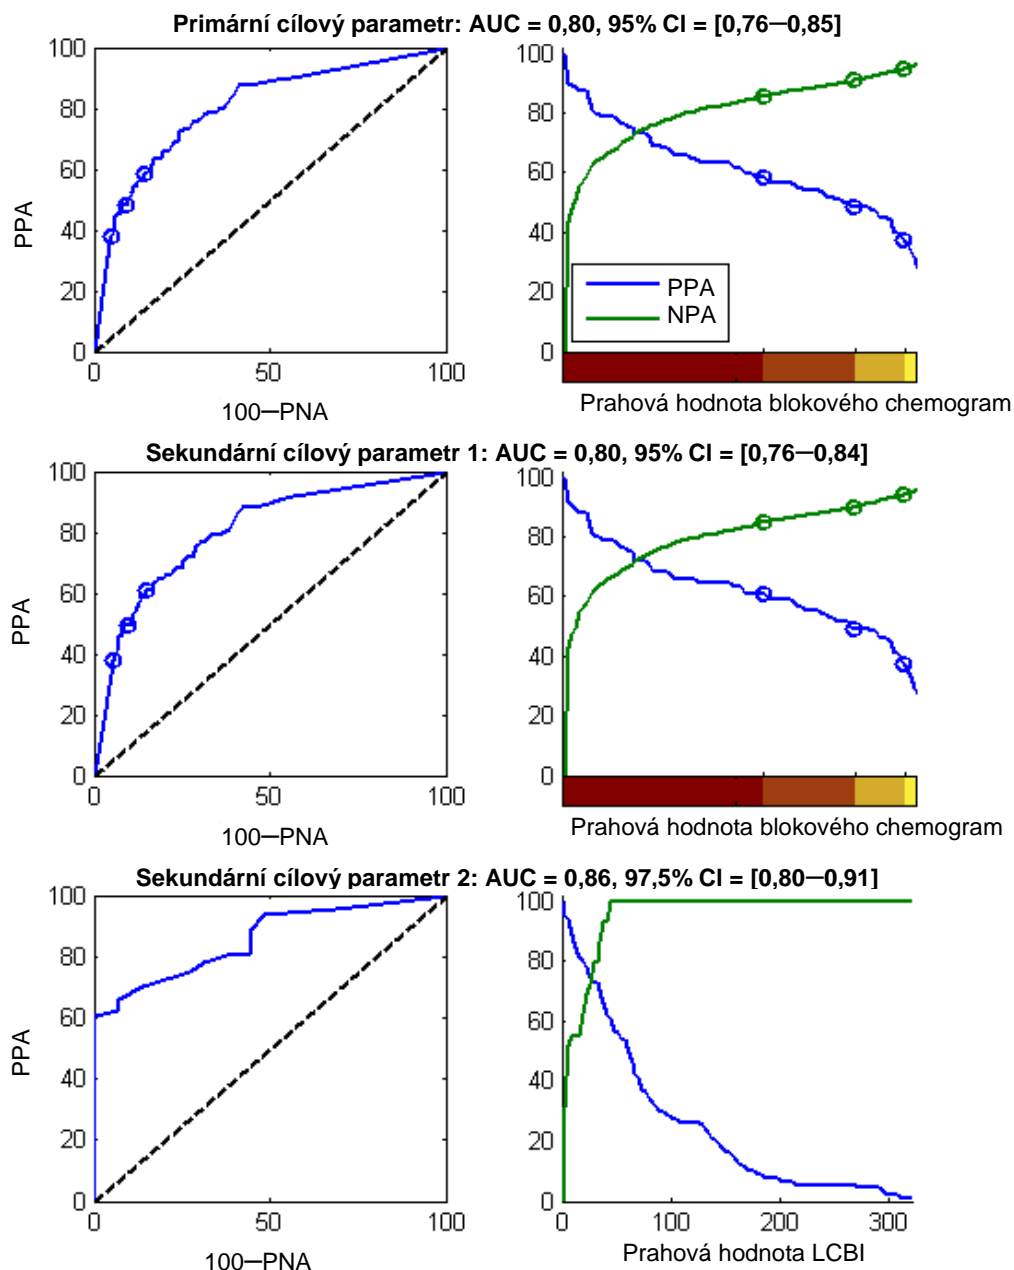 Primární cílový parametr: AUC = 0,80, 95% CI = [0,76—0,85]
100
80
60
40
20
0
PPA
0 50 100
100—PNA
100
80
60
40
20
0
PPA
NPA
Prahová hodnota blokového chemogram
Sekundární cílový parametr 1: AUC = 0,80, 95% CI = [0,76—0,84]
100
80
60
40
20
0
PPA
0 50 100
100—PNA
100
80
60
40
20
0
Prahová hodnota blokového chemogram
Sekundární cílový parametr 2: AUC = 0,86, 97,5% CI = [0,80—0,91]
100
80
60
40
20
0
PPA
0 50 100
100—PNA
100
80
60
40
20
0
0 100 200 300
Prahová hodnota LCBI